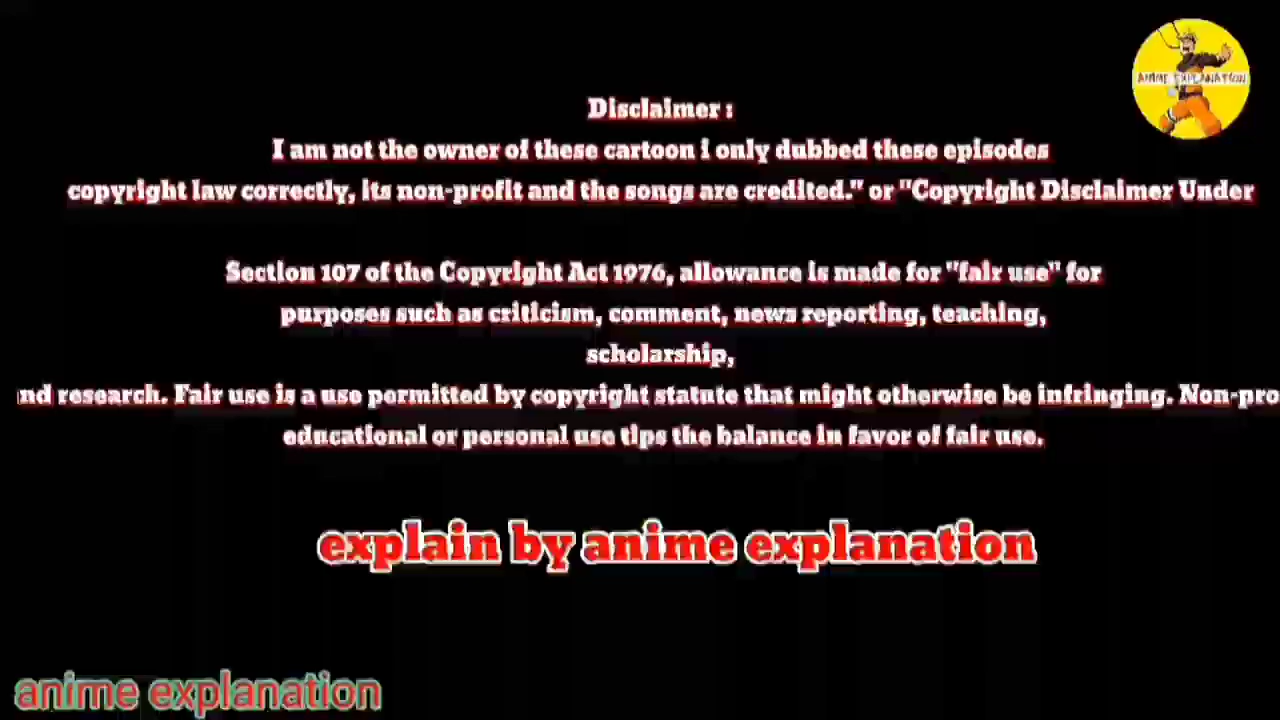 ANIME EXPLANATION
Disclaimer :
I am not the owner of these cartoon i only dubbed these episodes
copyright law correctly, its non-profit and the songs are credited." or "Copyright Disclaimer Under
Section 107 of the Copyright Act 1976, allowance is made for "fair use" for
purposes such as criticism, comment, news reporting, teaching,
scholarship,
nd research. Fair use is a use permitted by copyright statute that might otherwise be infringing. Non-pro
educational or personal use tips the balance in favor of fair use.
explain by anime explanation
anime explanation